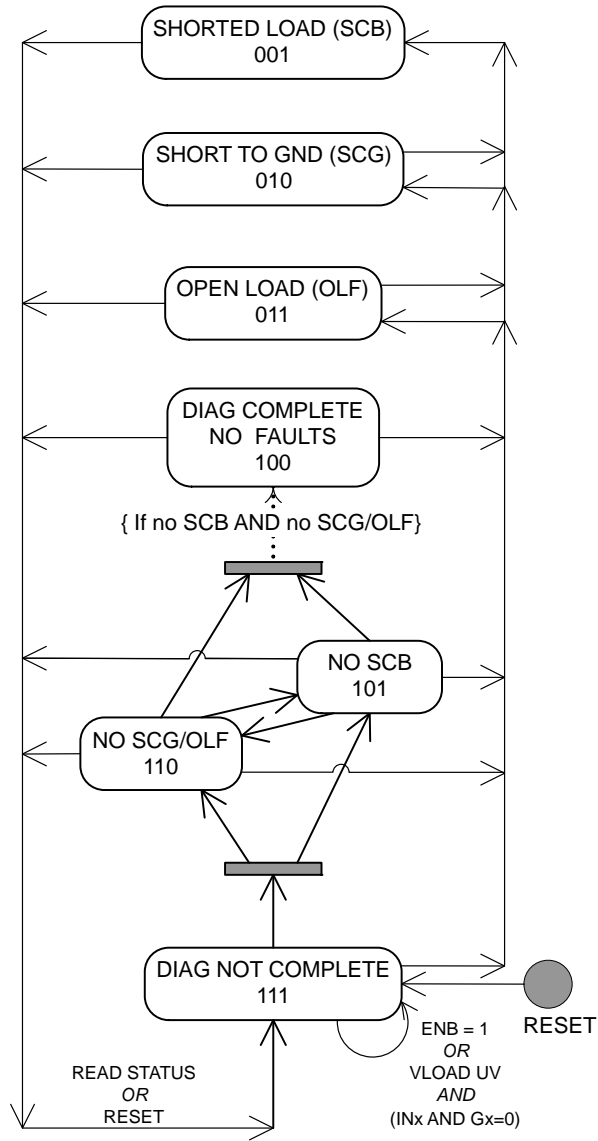 SHORTED LOAD (SCB)
001
SHORT TO GND (SCG)
010
OPEN LOAD (OLF)
011
DIAG COMPLETE
NO FAULTS
100
{ If no SCB AND no SCG/OLF}
NO SCB
101
NO SCG/OLF
110
DIAG NOT COMPLETE
111
RESET
ENB = 1
OR
VLOAD UV
AND
(INx AND Gx=0)
READ STATUS
OR
RESET